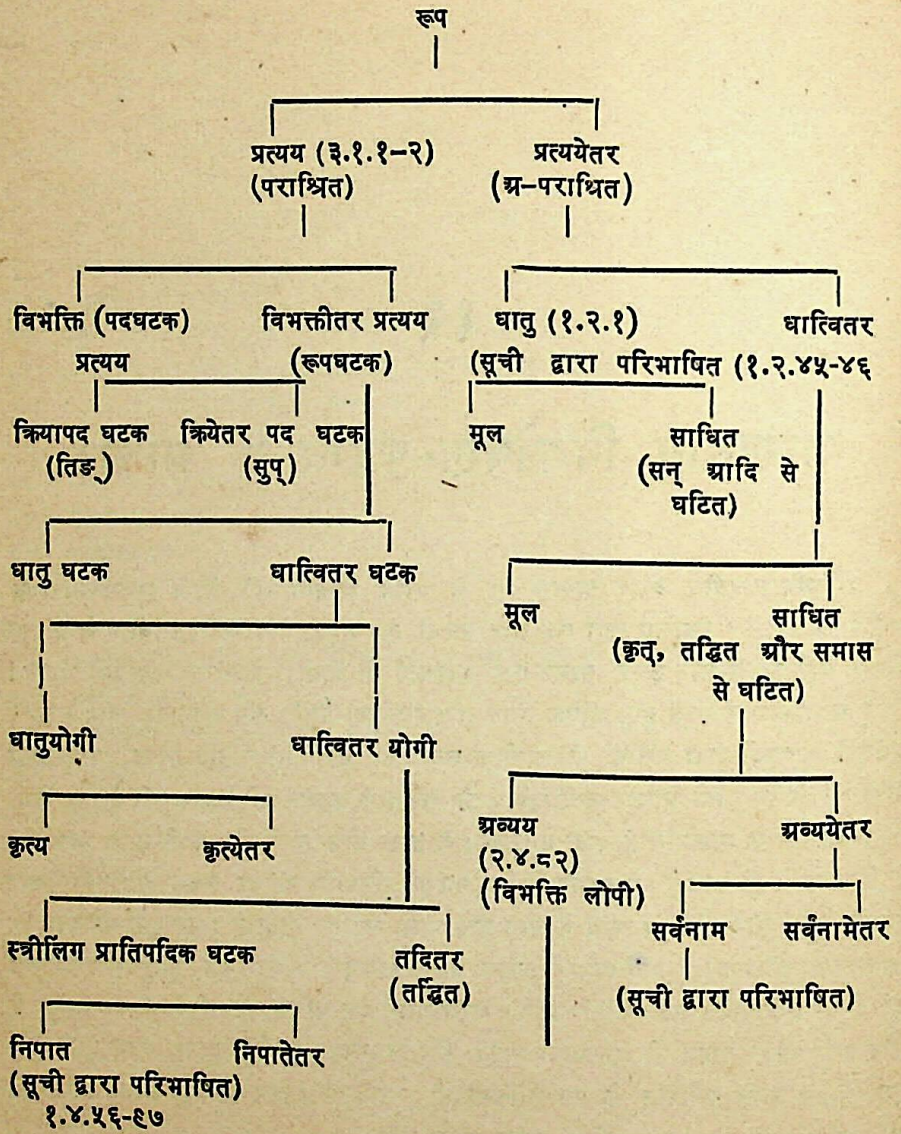 रूप
प्रत्यय (३.१.१-२) प्रत्ययेतर
(पराश्रित) (अ-पराश्रित)
विभक्ति (पदघटक) विभक्तीतर प्रत्यय धातु (१.२.१) धात्वितर
प्रत्यय (रूपघटक) (सूची द्वारा परिभाषित (१.२.४५-४६
क्रियापद घटक क्रियेतर पद घटक मूल साधित
(तिङ्) (सुप्) (सन् आदि से
घटित)
धातु घटक धात्वितर घटक
मूल साधित
(कृत्, तद्धित और समास
से घटित)
धातुयोगी धात्वितर योगी
अव्यय अव्ययेतर
कृत्य कृत्येतर
(२.४.८२)
(विभक्ति लोपी)
सर्वनाम सर्वनामेतर
स्त्रीलिंग प्रातिपदिक घटक तदितर
(तद्धित) (सूची द्वारा परिभाषित)
निपात निपातेतर
(सूची द्वारा परिभाषित)
१.४.५६-९७